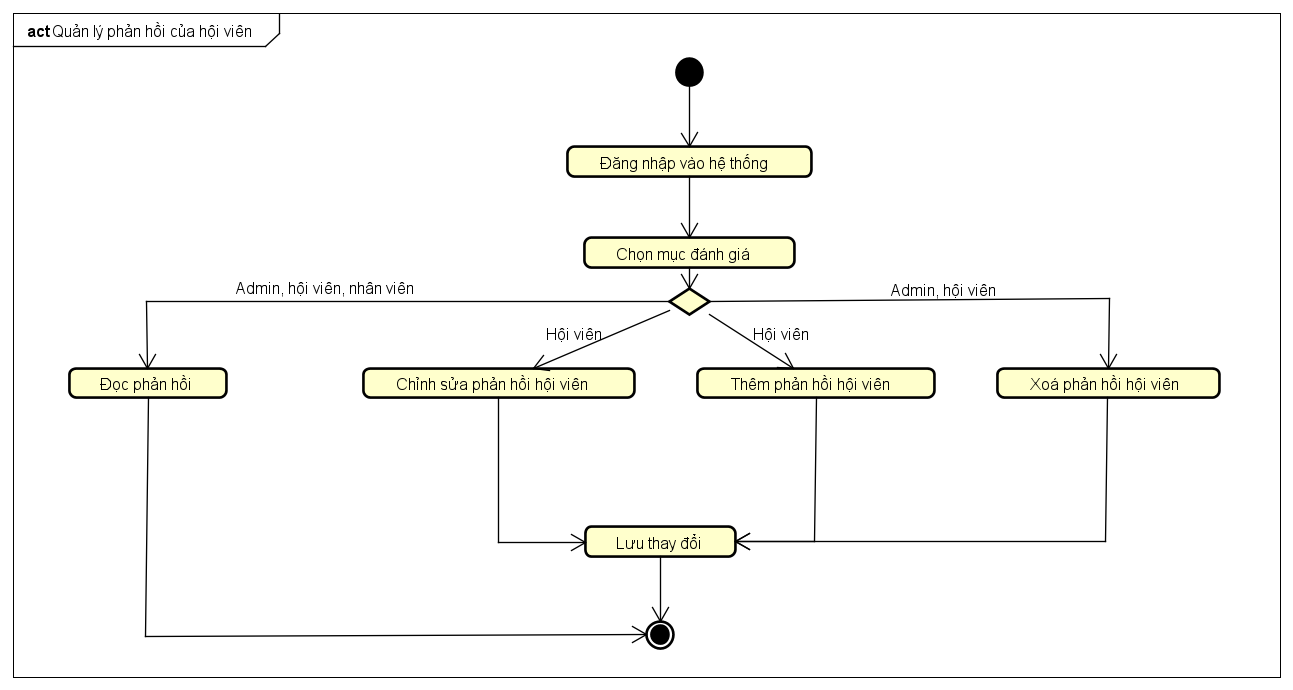 act Quản lý phản hồi của hội viên
Đăng nhập vào hệ thống
Chọn mục đánh giá
Admin, hội viên, nhân viên
Admin, hội viên
Hội viên
Hội viên
Đọc phản hồi
Chỉnh sửa phản hồi hội viên
Thêm phản hồi hội viên
Xoá phản hồi hội viên
Lưu thay đổi